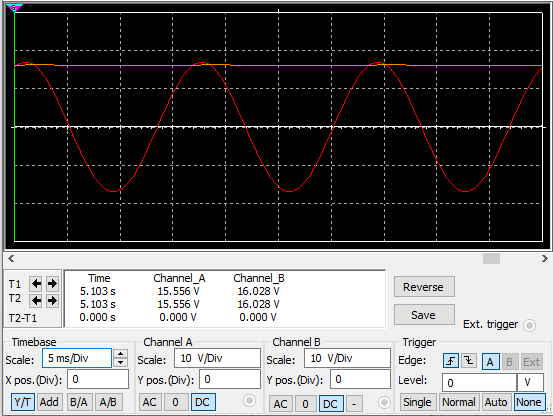 Time Channel_A Channel_B
T1 5.103 s 15.556 V 16.028 V
T2 5.103 s 15.556 V 16.028 V
T2-T1 0.000 s 0.000 V 0.000 V
Reverse
Save
Ext. trigger
Timebase
Scale: 5 ms/Div
X pos.(Div): 0
Y/T Add B/A A/B
Channel A
Scale: 10 V/Div
Y pos.(Div): 0
AC 0 DC
Channel B
Scale: 10 V/Div
Y pos.(Div): 0
AC 0 DC -
Trigger
Edge: A B Ext
Level: 0 V
Single Normal Auto None